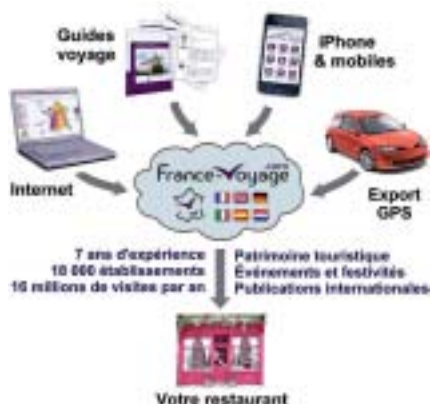 Guides
voyage
iPhone
& mobiles
Internet
France-Voyage
.com
Export
GPS
7 ans d'expérience
18 000 établissements
16 millions de visites par an
Patrimoine touristique
Événements et festivités
Publications internationales
Votre restaurant